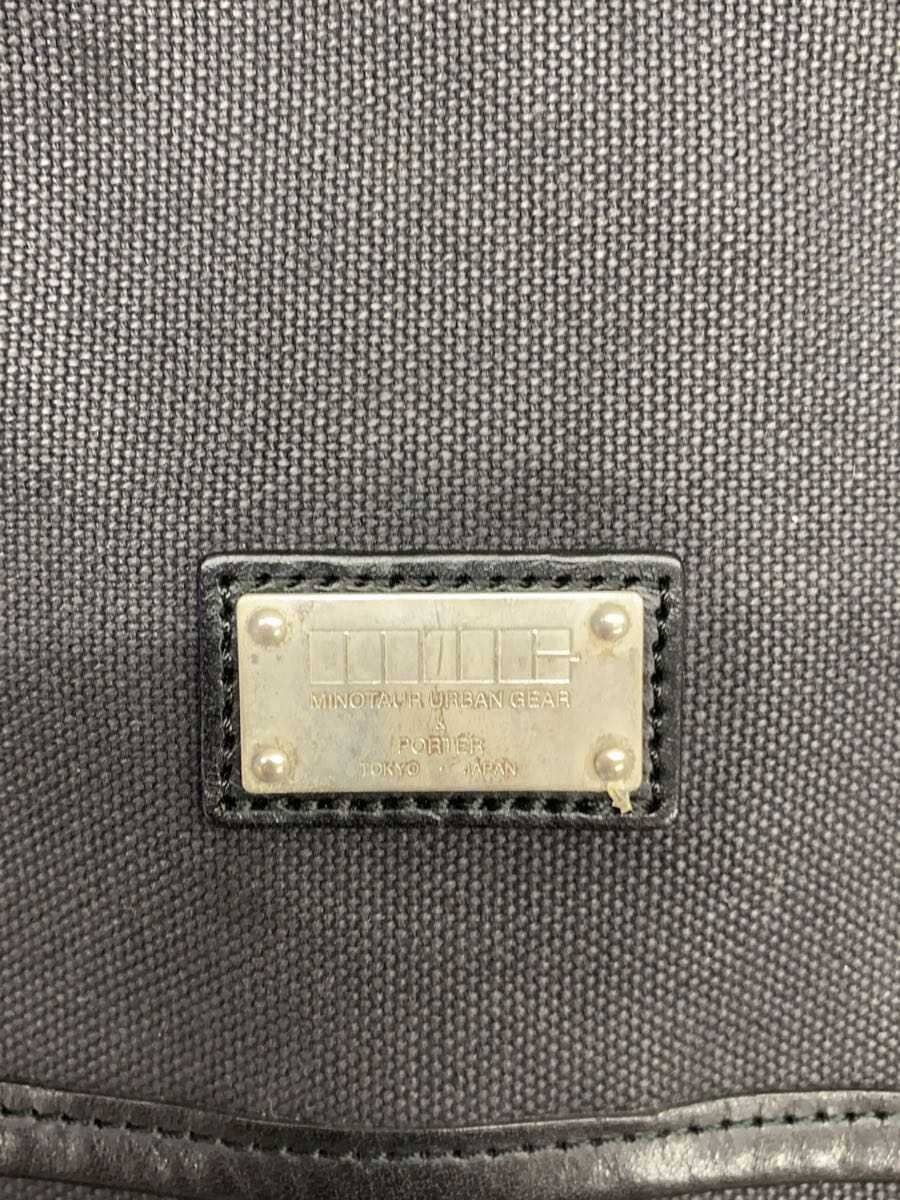 MINOTAUR URBAN GEAR
&
PORTER
TOKYO · JAPAN